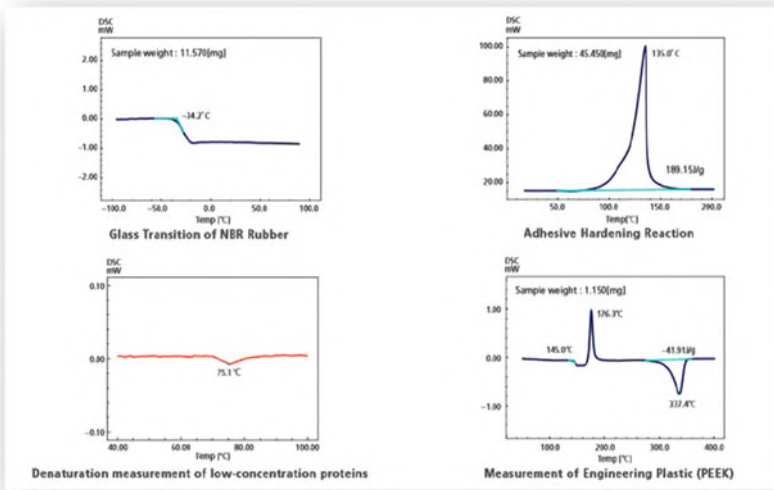 DSC
mW
Sample weight : 11.570[mg]
2.00
1.00
0.00
-1.00
-2.00
-34.2°C
-100.0 -50.0 0.0 50.0 100.0
Temp [°C]
Glass Transition of NBR Rubber
DSC
mW
100.00
80.00
60.00
40.00
20.00
Sample weight : 45.450[mg]
135.0°C
189.15J/g
50.0 100.0 150.0 200.0
Temp[°C]
Adhesive Hardening Reaction
DSC
mW
0.10
0.00
-0.10
75.1°C
40.00 60.00 80.00 100.00
Temp [°C]
Denaturation measurement of low-concentration proteins
DSC
mW
Sample weight : 1.150[mg]
1.00
0.00
-1.00
176.3°C
145.0°C
-41.91J/g
337.4°C
100.0 200.0 300.0 400.0
Temp [°C]
Measurement of Engineering Plastic (PEEK)